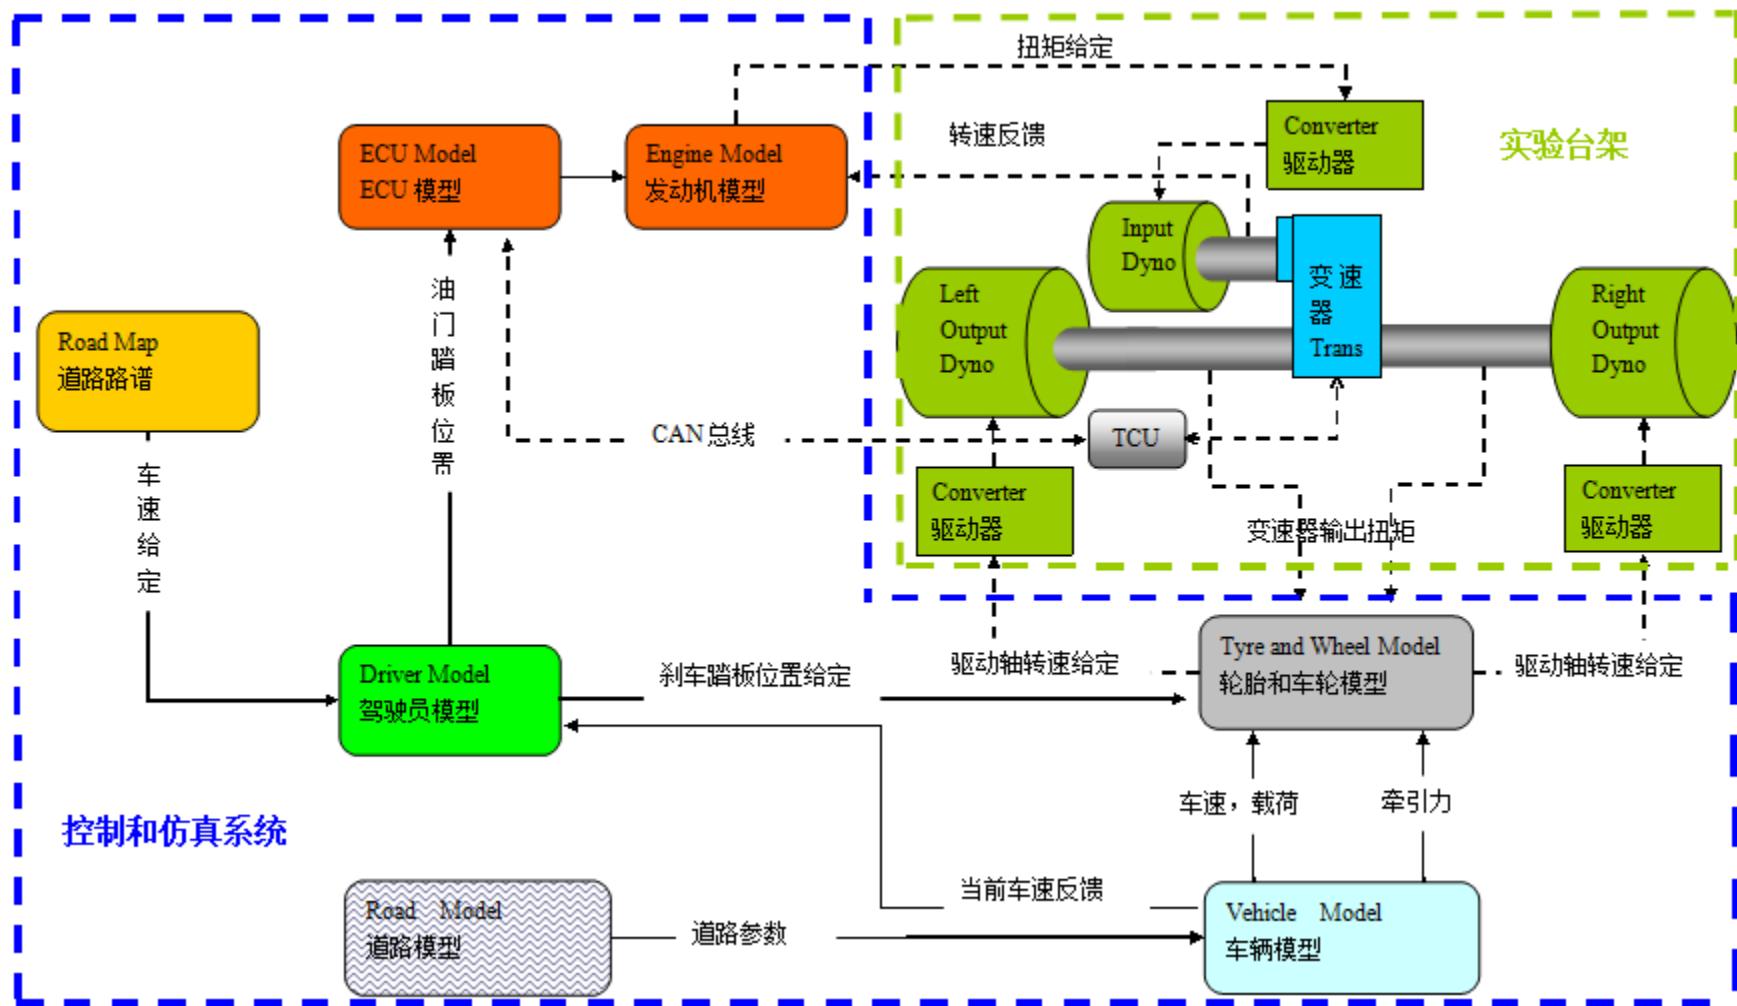 扭矩给定
转速反馈
Converter
驱动器
实验台架
ECU Model
ECU 模型
Engine Model
发动机模型
Input
Dyno
变 速
器
Trans
Left
Output
Dyno
Right
Output
Dyno
Road Map
道路路谱
油门踏板位置
CAN 总线
TCU
Converter
驱动器
Converter
驱动器
变速器输出扭矩
车速给定
Driver Model
驾驶员模型
刹车踏板位置给定
驱动轴转速给定
Tyre and Wheel Model
轮胎和车轮模型
驱动轴转速给定
控制和仿真系统
车速，载荷
牵引力
当前车速反馈
Road Model
道路模型
道路参数
Vehicle Model
车辆模型